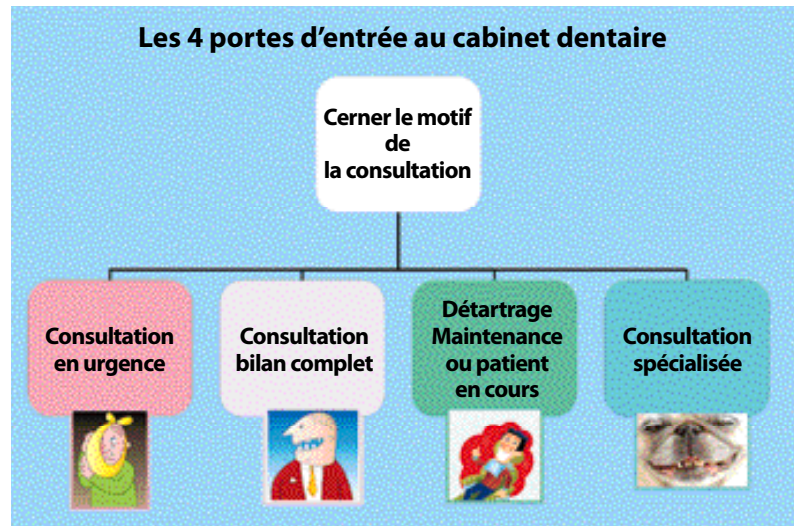 Les 4 portes d’entrée au cabinet dentaire
Cerner le motif
de
la consultation
Consultation
en urgence
Consultation
bilan complet
Détartrage
Maintenance
ou patient
en cours
Consultation
spécialisée